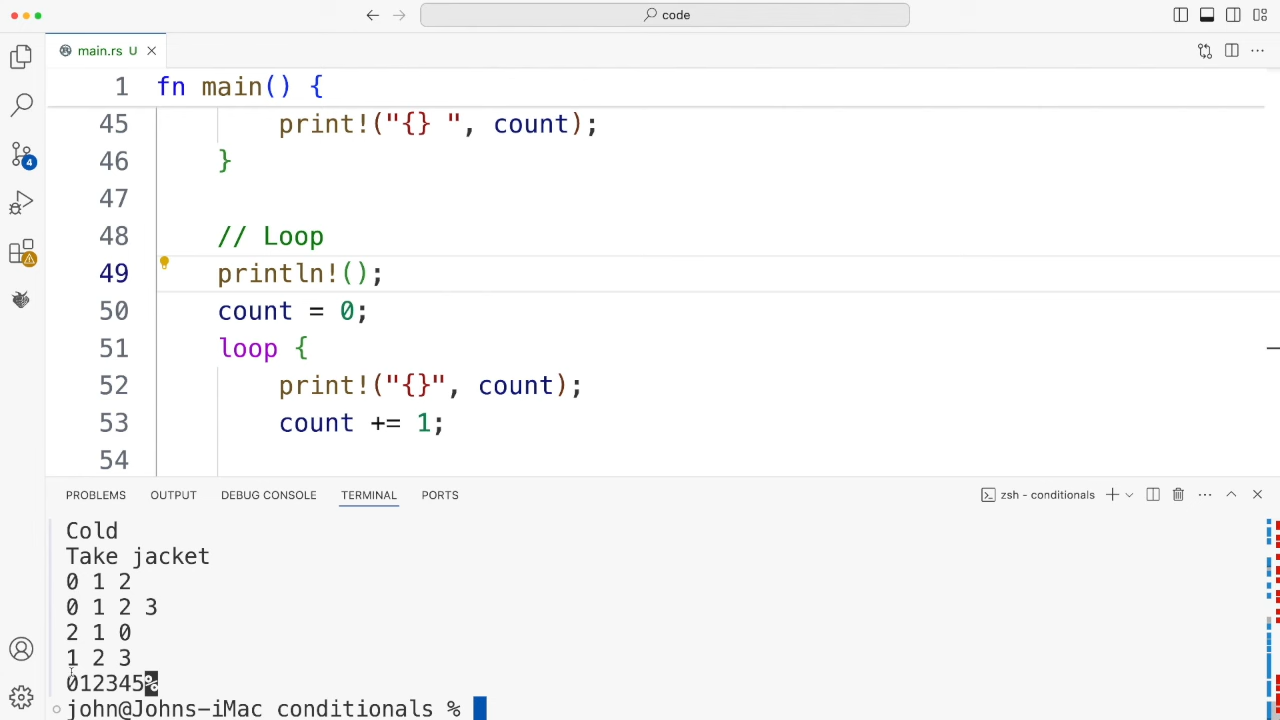 code
main.rs U
1 fn main() {
45 print!("{} ", count);
46 }
47
48 // Loop
49 println!();
50 count = 0;
51 loop {
52 print!("{}", count);
53 count += 1;
54
4
PROBLEMS OUTPUT DEBUG CONSOLE TERMINAL PORTS zsh - conditionals
Cold
Take jacket
0 1 2
0 1 2 3
2 1 0
1 2 3
012345%
john@Johns-iMac conditionals %